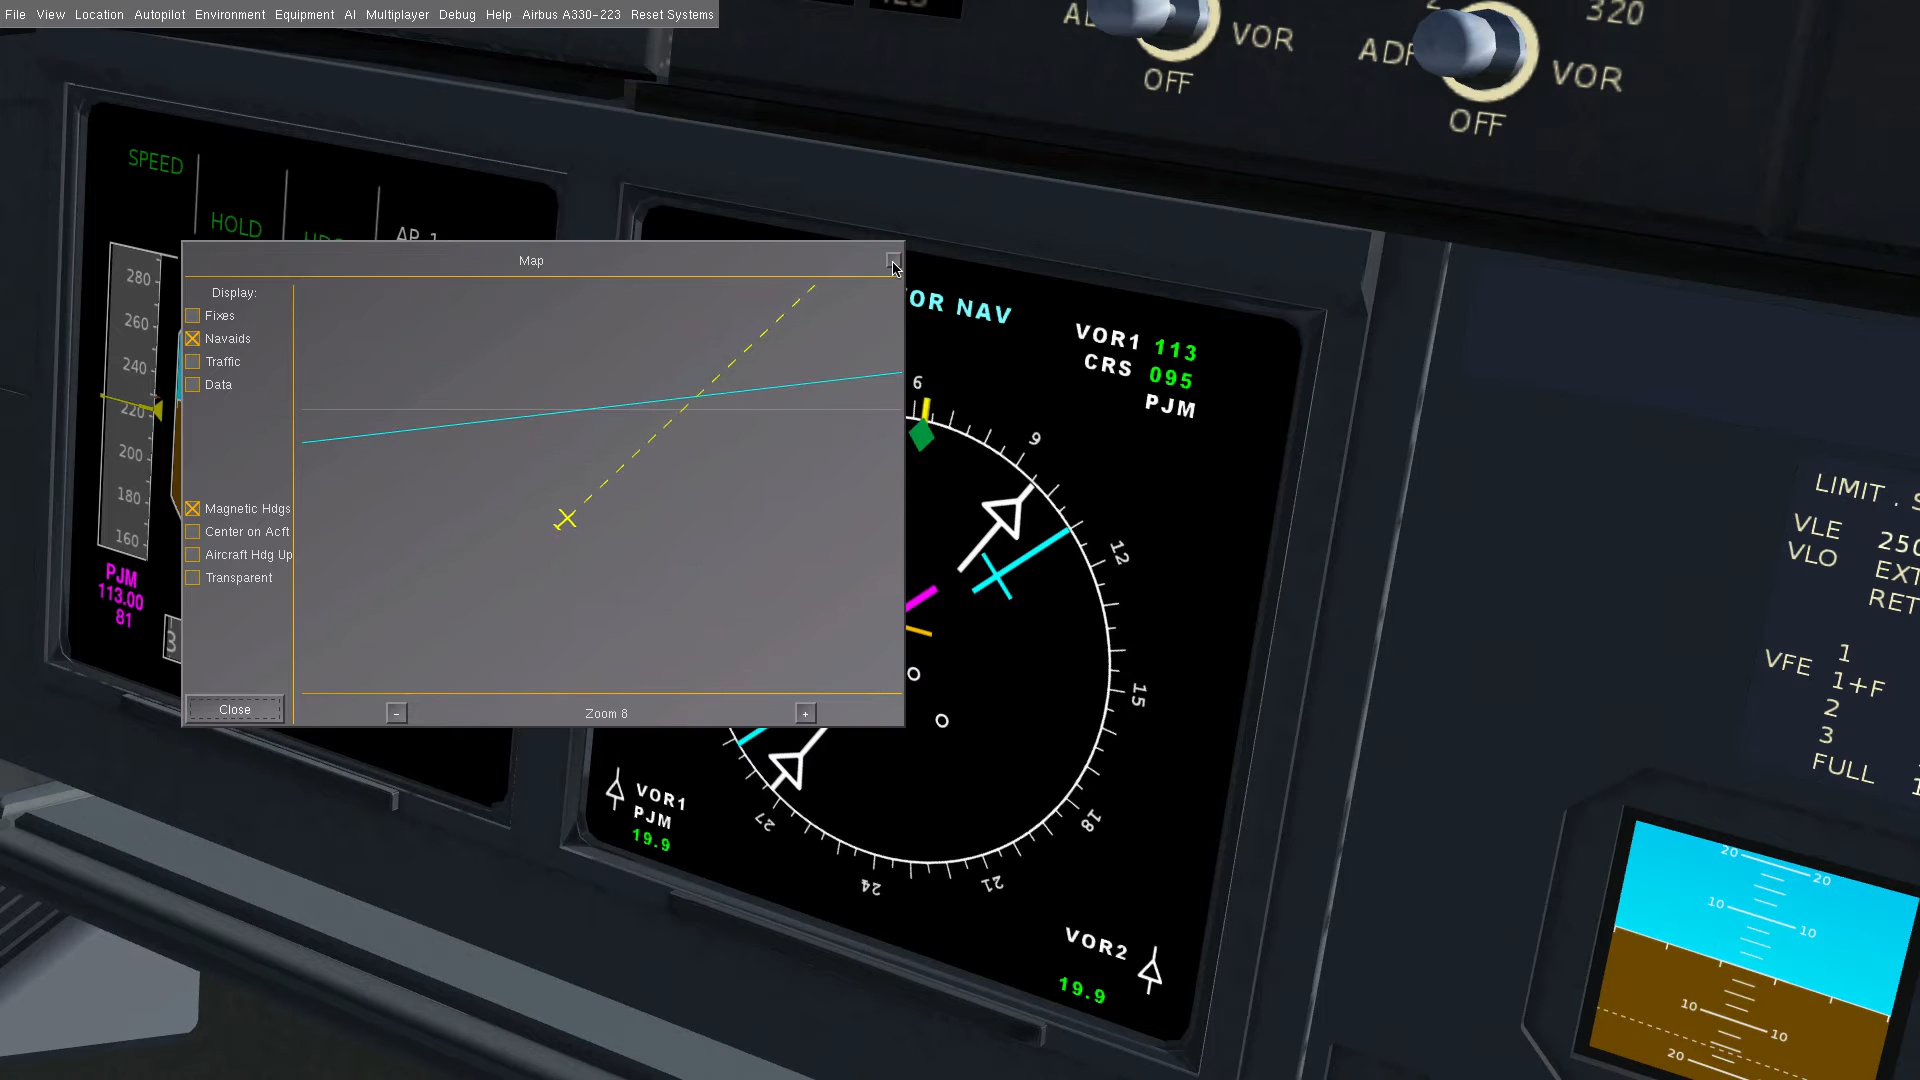 File View Location Autopilot Environment Equipment AI Multiplayer Debug Help Airbus A330-223 Reset Systems
320
VOR
ADF
VOR
OFF
OFF
SPEED
HOLD
AP 1
280
260
240
220
200
180
160
PJM
113.00
81
3
Map
Display:
Fixes
Navaids
Traffic
Data
Magnetic Hdgs
Center on Acft
Aircraft Hdg Up
Transparent
Close
-
Zoom 8
+
OR NAV
VOR1 113
CRS 095
PJM
6
9
12
15
18
21
24
27
VOR1
PJM
19.9
VOR2
19.9
LIMIT . S
VLE 250
VLO EXT
RET
VFE 1
1+F
2
3
FULL
20 20
10 10
10 10
20